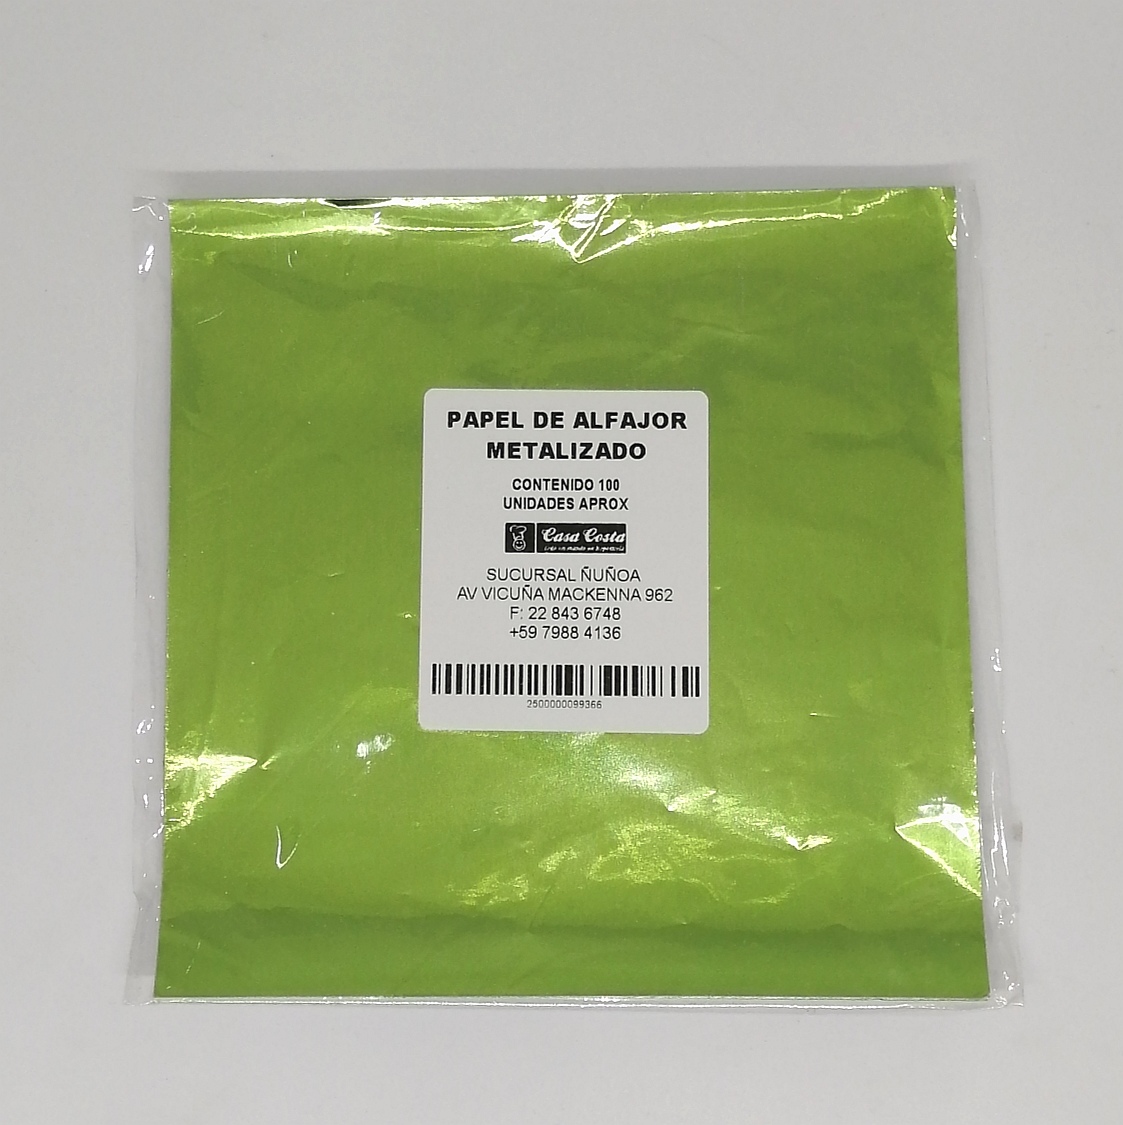 PAPEL DE ALFAJOR
METALIZADO
CONTENIDO 100
UNIDADES APROX
Casa Costa
SUCURSAL ÑUÑOA
AV VICUÑA MACKENNA 962
F: 22 843 6748
+59 7988 4136
2500000099366